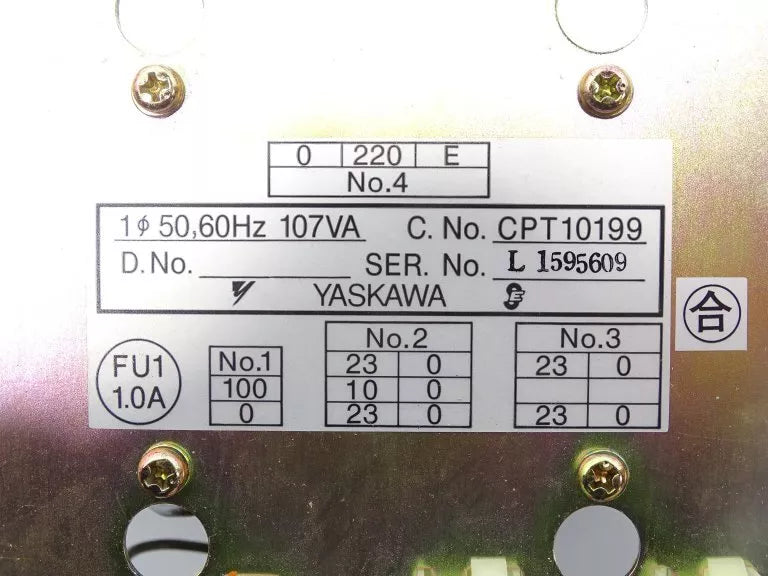 0 220 E
No.4
1φ 50,60Hz 107VA C. No. CPT10199
D.No. SER. No. L 1595609
YASKAWA
FU1
1.0A
No.1
100
0
No.2
23 0
10 0
23 0
No.3
23 0
23 0
合